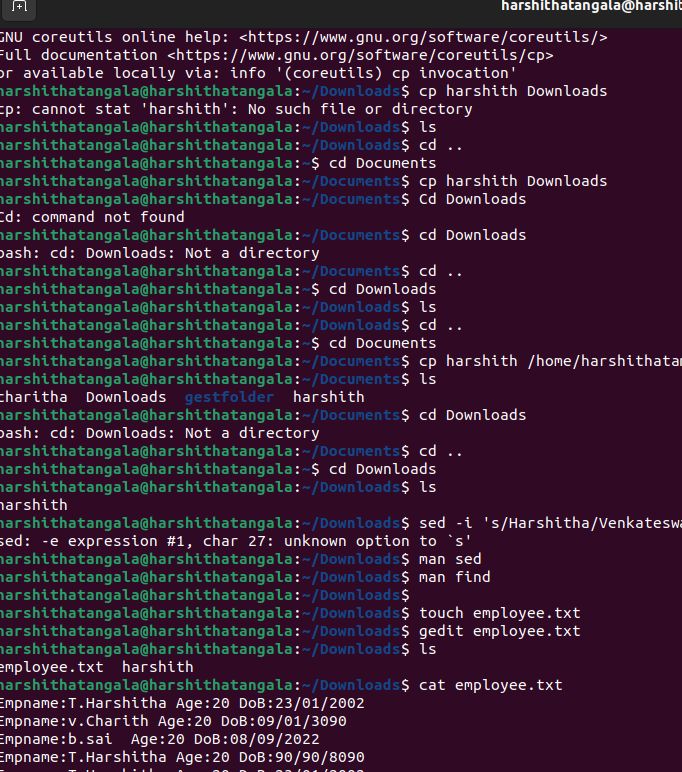 harshithatangala@harshit
GNU coreutils online help: <https://www.gnu.org/software/coreutils/>
Full documentation <https://www.gnu.org/software/coreutils/cp>
or available locally via: info '(coreutils) cp invocation'
harshithatangala@harshithatangala:~/Downloads$ cp harshith Downloads
cp: cannot stat 'harshith': No such file or directory
harshithatangala@harshithatangala:~/Downloads$ ls
harshithatangala@harshithatangala:~/Downloads$ cd ..
harshithatangala@harshithatangala:~$ cd Documents
harshithatangala@harshithatangala:~/Documents$ cp harshith Downloads
harshithatangala@harshithatangala:~/Documents$ Cd Downloads
Cd: command not found
harshithatangala@harshithatangala:~/Documents$ cd Downloads
bash: cd: Downloads: Not a directory
harshithatangala@harshithatangala:~/Documents$ cd ..
harshithatangala@harshithatangala:~$ cd Downloads
harshithatangala@harshithatangala:~/Downloads$ ls
harshithatangala@harshithatangala:~/Downloads$ cd ..
harshithatangala@harshithatangala:~$ cd Documents
harshithatangala@harshithatangala:~/Documents$ cp harshith /home/harshithatan
harshithatangala@harshithatangala:~/Documents$ ls
charitha  Downloads  gestfolder  harshith
harshithatangala@harshithatangala:~/Documents$ cd Downloads
bash: cd: Downloads: Not a directory
harshithatangala@harshithatangala:~/Documents$ cd ..
harshithatangala@harshithatangala:~$ cd Downloads
harshithatangala@harshithatangala:~/Downloads$ ls
harshith
harshithatangala@harshithatangala:~/Downloads$ sed -i 's/Harshitha/Venkatesw
sed: -e expression #1, char 27: unknown option to `s'
harshithatangala@harshithatangala:~/Downloads$ man sed
harshithatangala@harshithatangala:~/Downloads$ man find
harshithatangala@harshithatangala:~/Downloads$
harshithatangala@harshithatangala:~/Downloads$ touch employee.txt
harshithatangala@harshithatangala:~/Downloads$ gedit employee.txt
harshithatangala@harshithatangala:~/Downloads$ ls
employee.txt  harshith
harshithatangala@harshithatangala:~/Downloads$ cat employee.txt
Empname:T.Harshitha Age:20 DoB:23/01/2002
Empname:v.Charith Age:20 DoB:09/01/3090
Empname:b.sai  Age:20 DoB:08/09/2022
Empname:T.Harshitha Age:20 DoB:90/90/8090